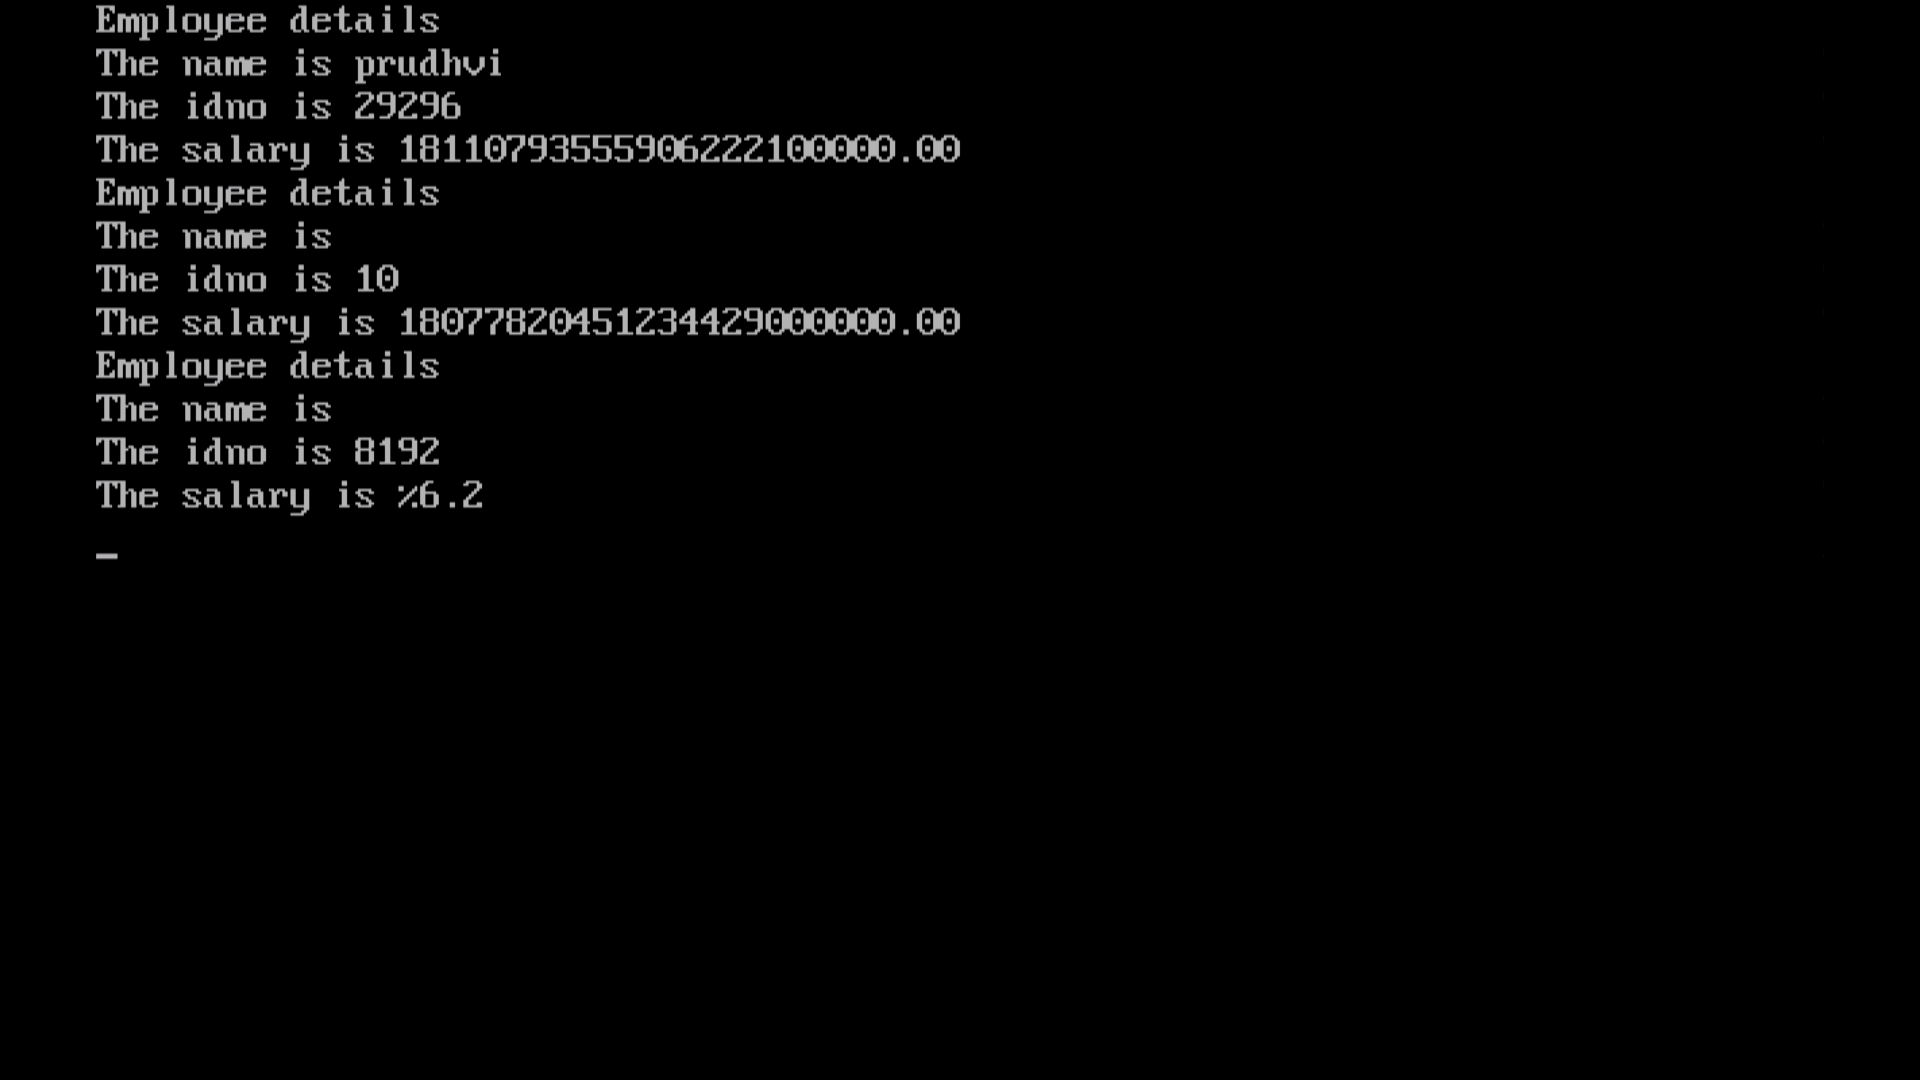 Employee details
The name is prudhvi
The idno is 29296
The salary is 18110793555906222100000.00
Employee details
The name is
The idno is 10
The salary is 180778204512344290000000.00
Employee details
The name is
The idno is 8192
The salary is %6.2
_